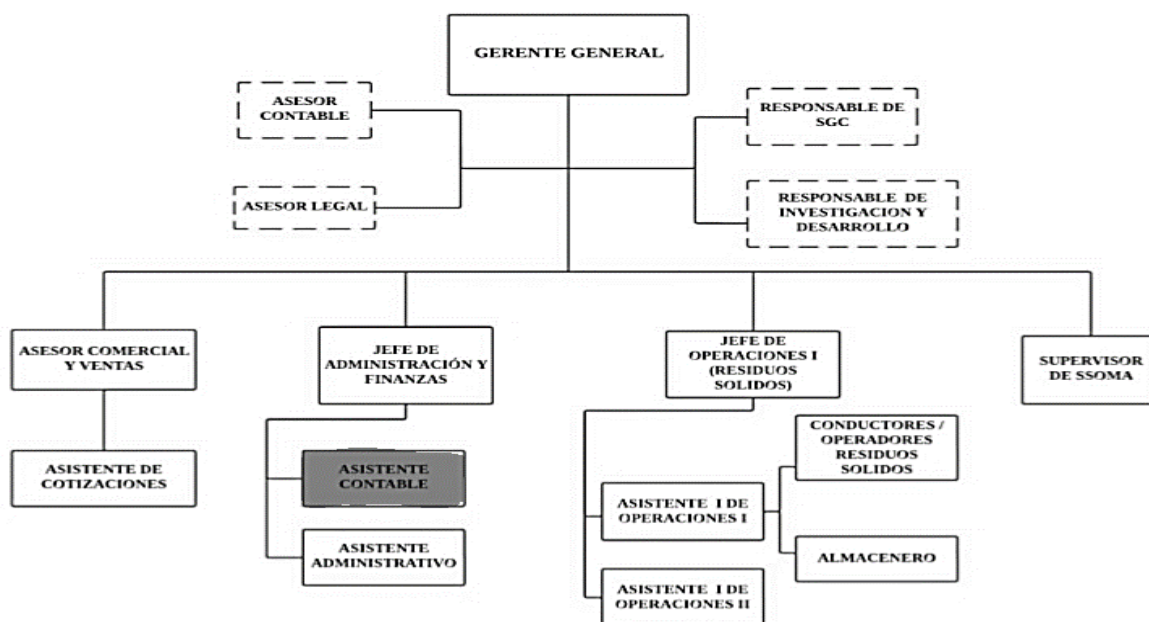 GERENTE GENERAL
ASESOR
CONTABLE
RESPONSABLE DE
SGC
ASESOR LEGAL
RESPONSABLE DE
INVESTIGACION Y
DESARROLLO
ASESOR COMERCIAL
Y VENTAS
JEFE DE
ADMINISTRACIÓN Y
FINANZAS
JEFE DE
OPERACIONES I
(RESIDUOS
SOLIDOS)
SUPERVISOR
DE SSOMA
ASISTENTE DE
COTIZACIONES
ASISTENTE
CONTABLE
ASISTENTE
ADMINISTRATIVO
CONDUCTORES /
OPERADORES
RESIDUOS
SOLIDOS
ASISTENTE I DE
OPERACIONES I
ALMACENERO
ASISTENTE I DE
OPERACIONES II